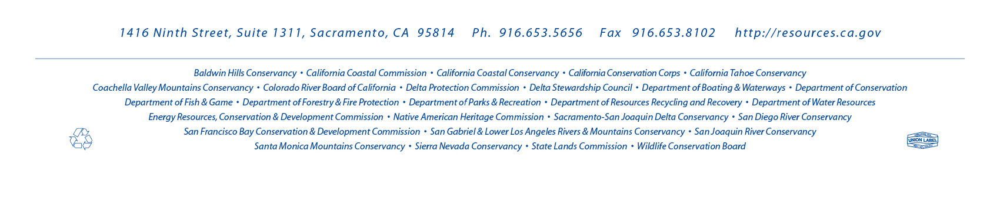 1416 Ninth Street, Suite 1311, Sacramento, CA 95814 Ph. 916.653.5656 Fax 916.653.8102 http://resources.ca.gov
Baldwin Hills Conservancy • California Coastal Commission • California Coastal Conservancy • California Conservation Corps • California Tahoe Conservancy
Coachella Valley Mountains Conservancy • Colorado River Board of California • Delta Protection Commission • Delta Stewardship Council • Department of Boating & Waterways • Department of Conservation
Department of Fish & Game • Department of Forestry & Fire Protection • Department of Parks & Recreation • Department of Resources Recycling and Recovery • Department of Water Resources
Energy Resources, Conservation & Development Commission • Native American Heritage Commission • Sacramento-San Joaquin Delta Conservancy • San Diego River Conservancy
San Francisco Bay Conservation & Development Commission • San Gabriel & Lower Los Angeles Rivers & Mountains Conservancy • San Joaquin River Conservancy
Santa Monica Mountains Conservancy • Sierra Nevada Conservancy • State Lands Commission • Wildlife Conservation Board
UNION LABEL